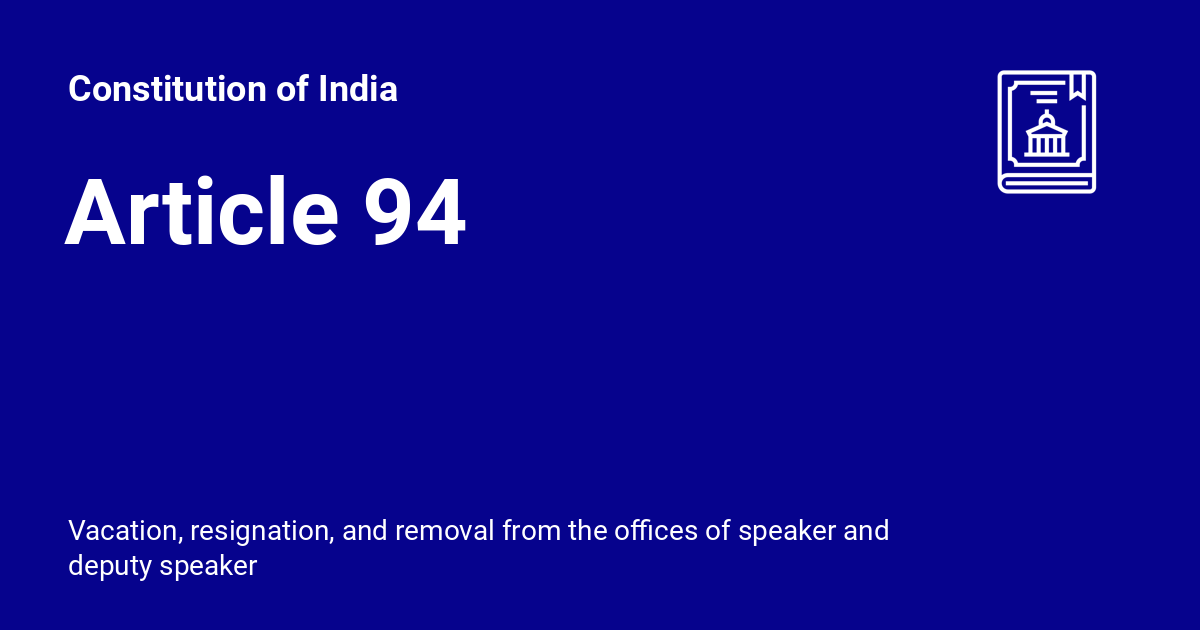 Constitution of India
Article 94
Vacation, resignation, and removal from the offices of speaker and
deputy speaker